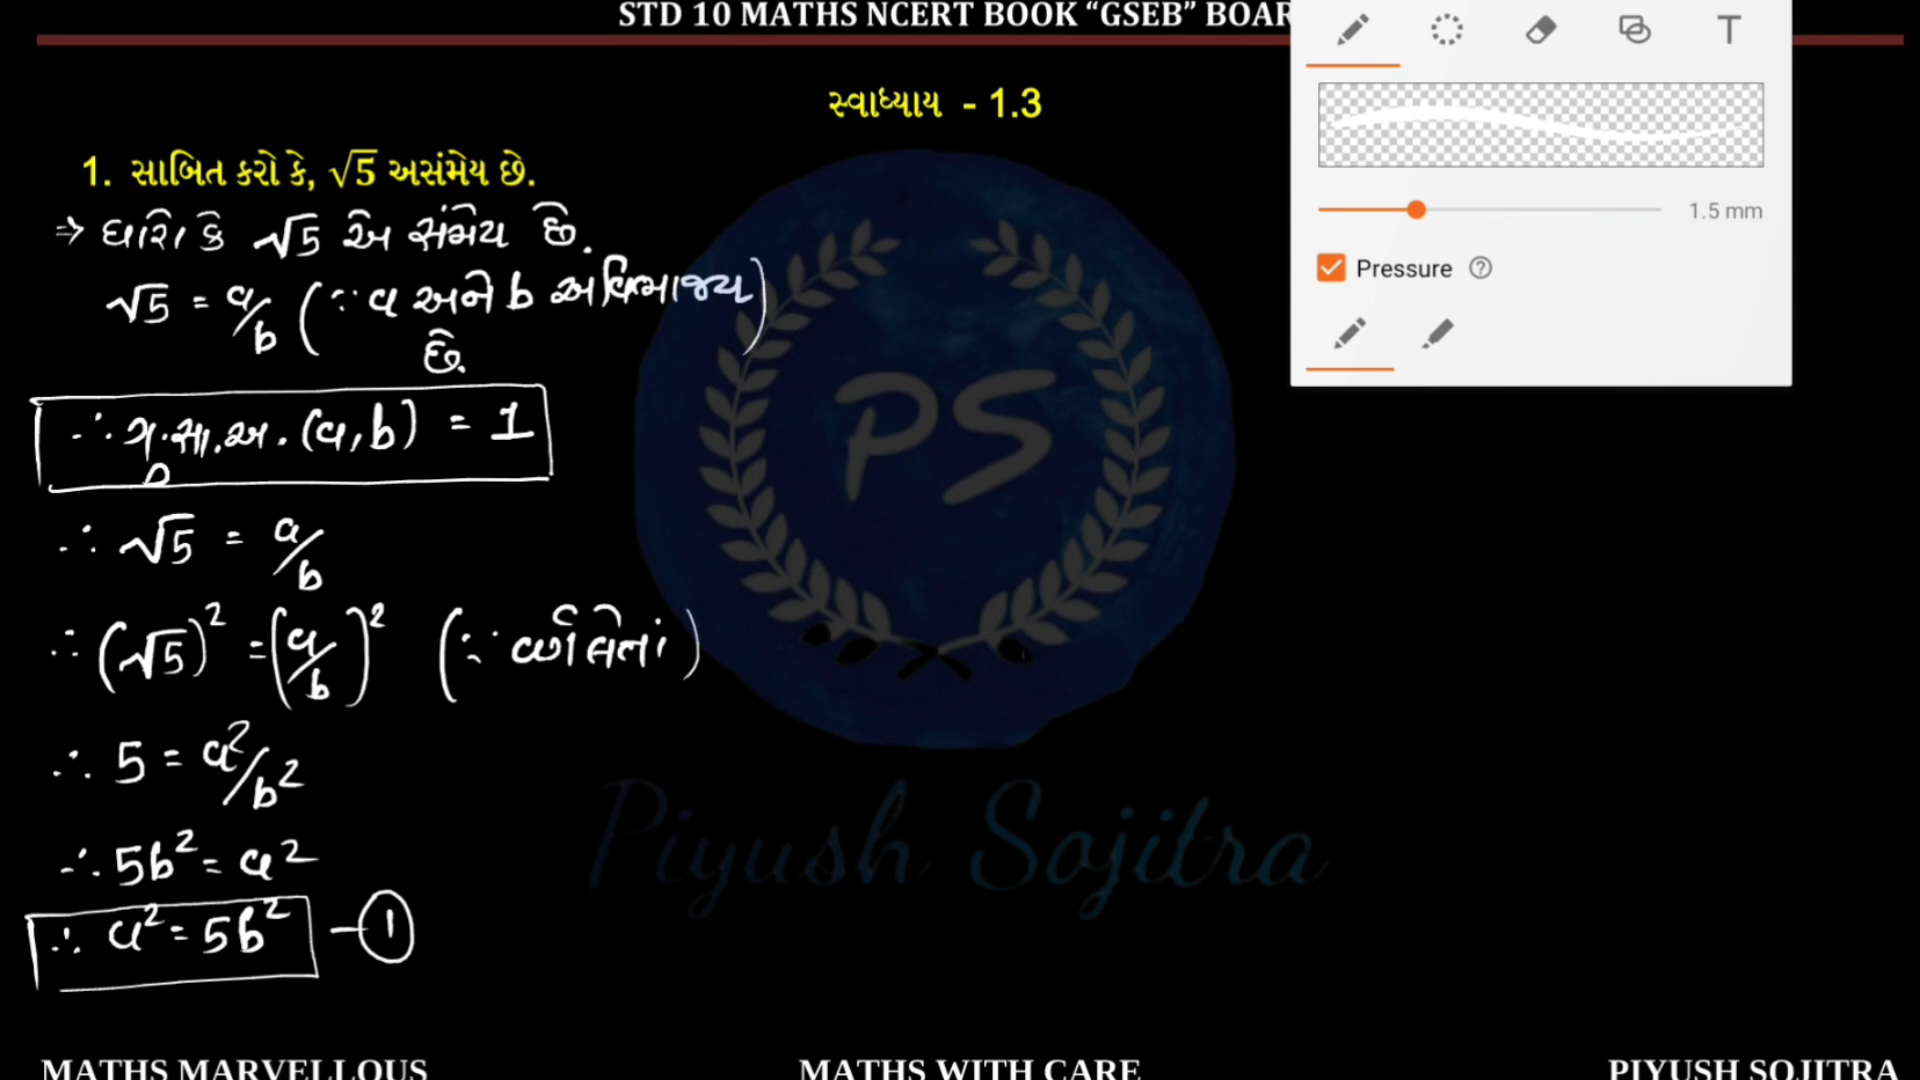 STD 10 MATHS NCERT BOOK “GSEB” BOAR
T
સ્વાધ્યાય - 1.3
1.5 mm
Pressure
1. સાબિત કરો કે, √5 અસંમેય છે.
⇒ ધારો કે √5 એ સંમેય છે.
√5 = a/b (∵ a અને b અવિભાજ્ય)
છે.
∴ ગુ.સા.અ. (a, b) = 1
∴ √5 = a/b
∴ (√5)² = (a/b)² (∵ વર્ગ લેતાં)
∴ 5 = a²/b²
∴ 5b² = a²
∴ a² = 5b² — ①
PS
Piyush Sojitra
MATHS MARVELLOUS
MATHS WITH CARE
PIYUSH SOJITRA